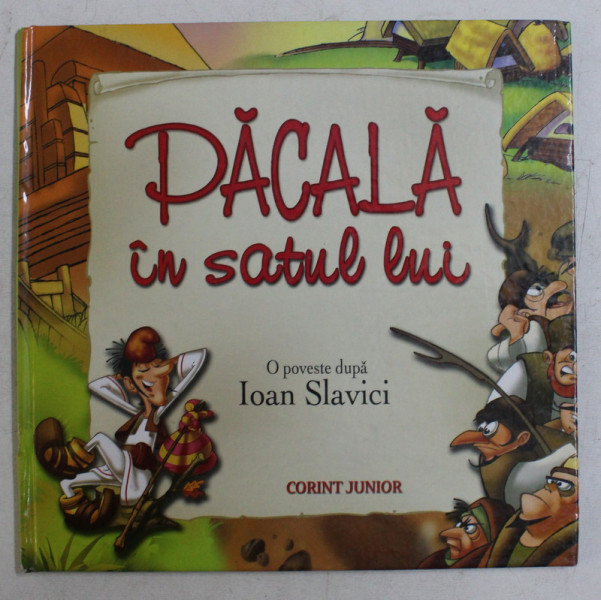 PĂCALĂ
în satul lui
O poveste după
Ioan Slavici
CORINT JUNIOR